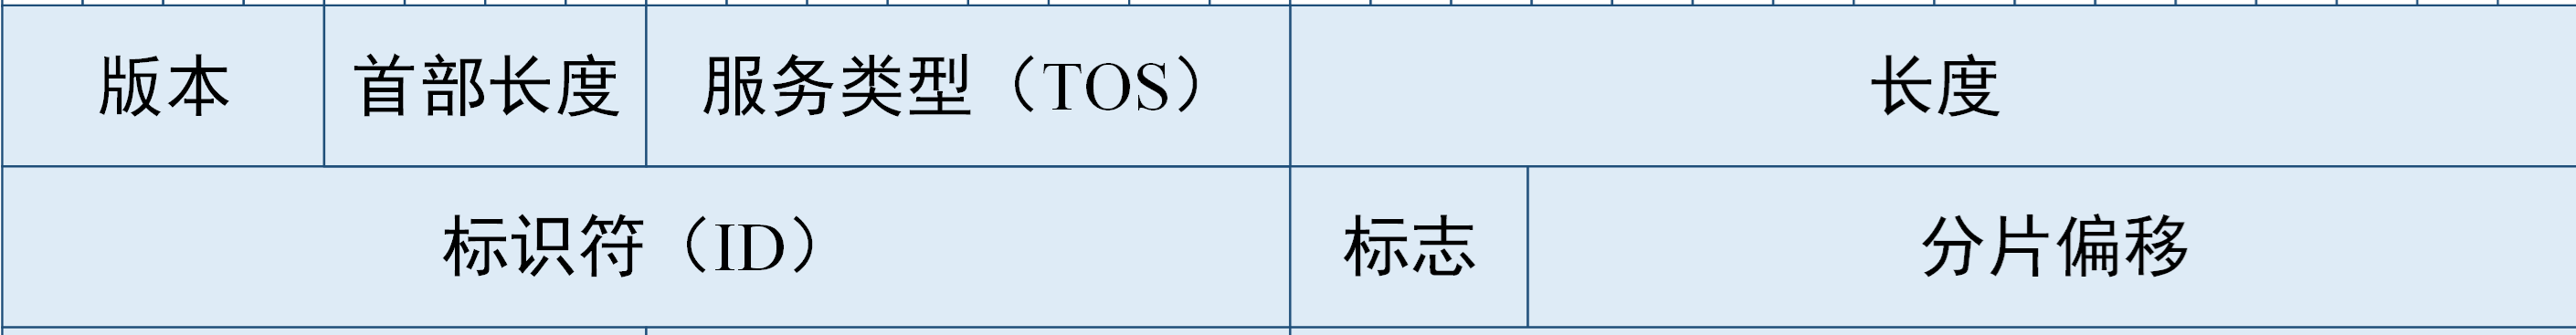 版本 首部长度 服务类型（TOS） 长度
标识符（ID） 标志 分片偏移